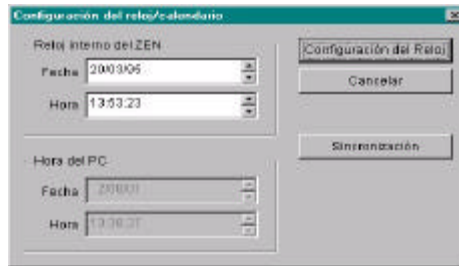 Configuración del reloj/calendario
Reloj interno del ZEN
Fecha 20/03/05
Hora 13:53:23
Configuración del Reloj
Cancelar
Sincronización
Hora del PC
Fecha
Hora